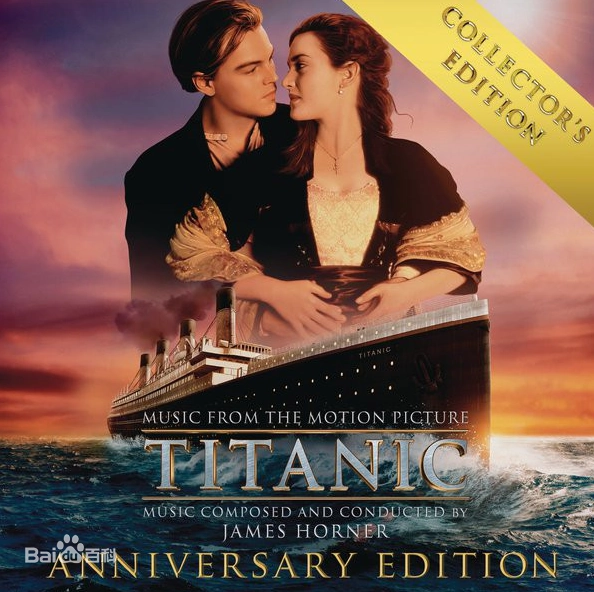 COLLECTOR'S
EDITION
TITANIC
MUSIC FROM THE MOTION PICTURE
TITANIC
MUSIC COMPOSED AND CONDUCTED BY
JAMES HORNER
Bai百科
ANNIVERSARY EDITION